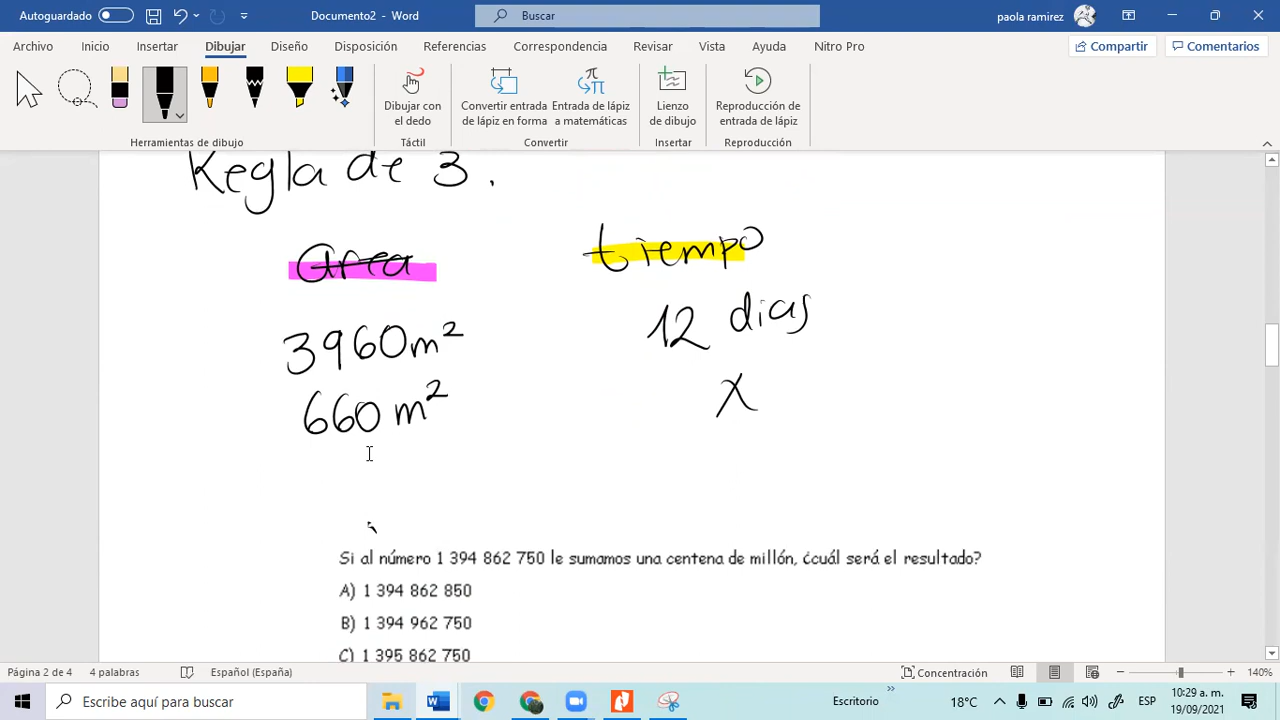 Autoguardado
Documento2 - Word
Buscar
paola ramirez
Archivo Inicio Insertar Dibujar Diseño Disposición Referencias Correspondencia Revisar Vista Ayuda Nitro Pro
Compartir Comentarios
Dibujar con el dedo
Convertir entrada de lápiz en forma
Entrada de lápiz a matemáticas
Lienzo de dibujo
Reproducción de entrada de lápiz
Herramientas de dibujo Táctil Convertir Insertar Reproducción
Regla de 3.
area tiempo
3960m² 12 dias
660 m² X
Si al número 1 394 862 750 le sumamos una centena de millón, ¿cuál será el resultado?
A) 1 394 862 850
B) 1 394 962 750
C) 1 395 862 750
Página 2 de 4 4 palabras Español (España) Concentración 140%
Escribe aquí para buscar Escritorio 18°C ESP 10:29 a. m.
19/09/2021